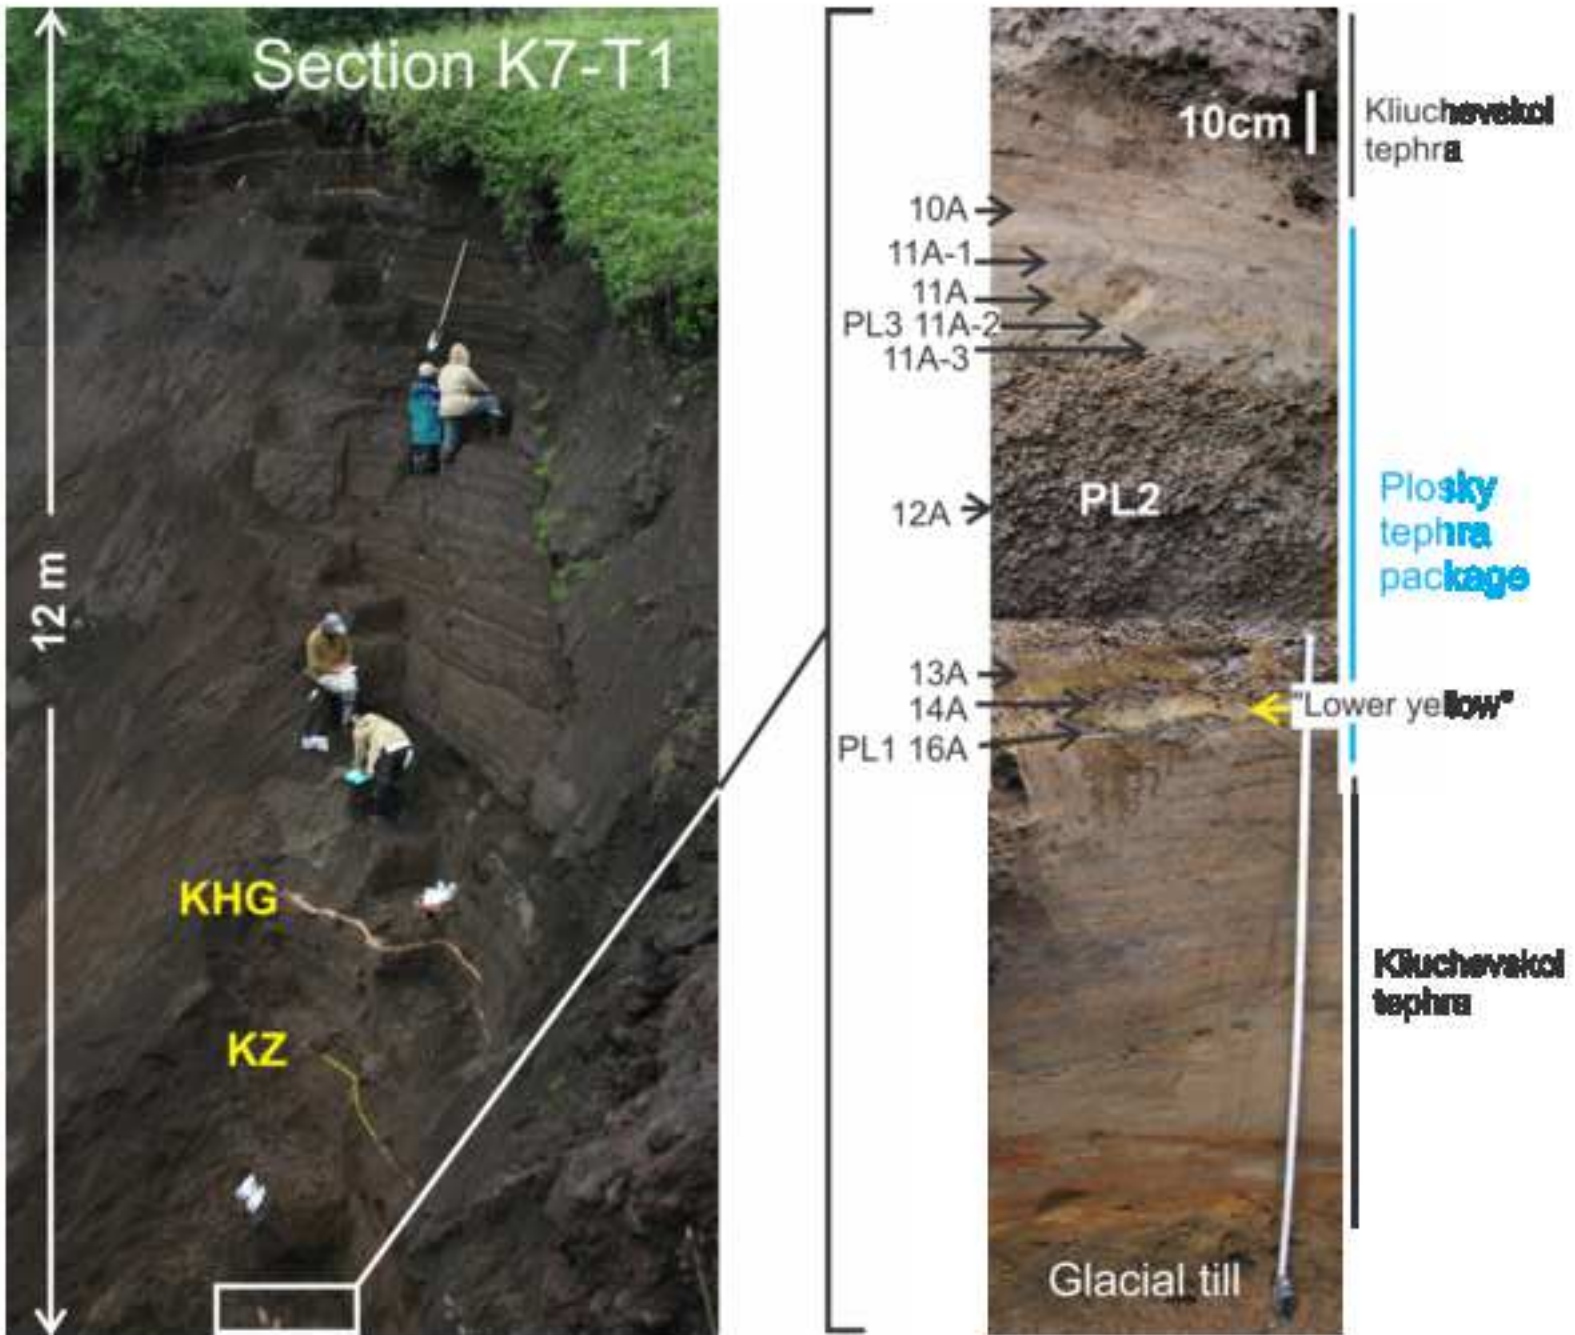 Section K7-T1
12 m
KHG
KZ
10cm
Kliuchevskoi
tephra
10A
11A-1
11A
PL3 11A-2
11A-3
12A
PL2
Plosky
tephra
package
13A
14A
"Lower yellow"
PL1 16A
Kliuchevskoi
tephra
Glacial till